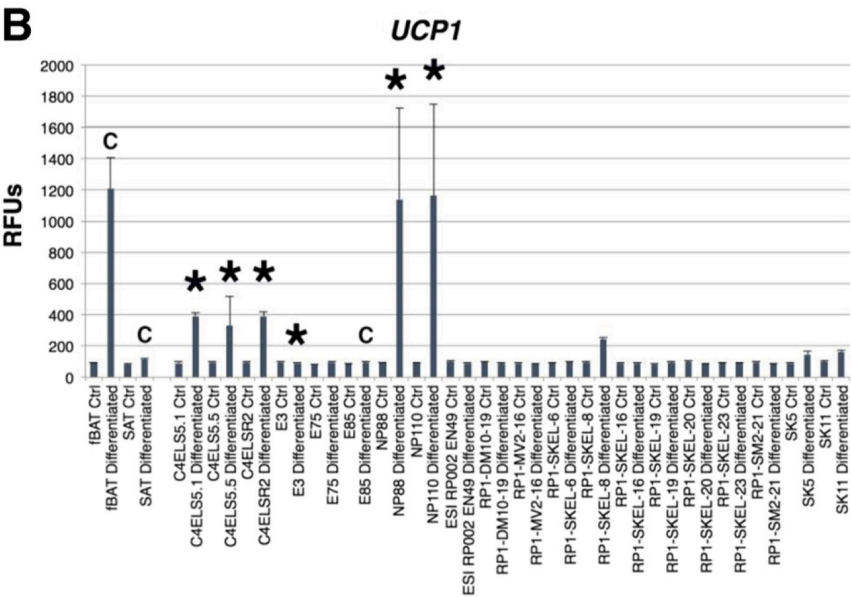 B
UCP1
RFUs
2000
1800
1600
1400
1200
1000
800
600
400
200
0
C
*
*
*
*
C
C
*
*
fBAT Ctrl
fBAT Differentiated
SAT Ctrl
SAT Differentiated
C4ELS5.1 Ctrl
C4ELS5.1 Differentiated
C4ELS5.5 Ctrl
C4ELS5.5 Differentiated
C4ELSR2 Ctrl
C4ELSR2 Differentiated
E3 Ctrl
E3 Differentiated
E75 Ctrl
E75 Differentiated
E85 Ctrl
E85 Differentiated
NP88 Ctrl
NP88 Differentiated
NP110 Ctrl
NP110 Differentiated
ESI RP002 EN49 Ctrl
ESI RP002 EN49 Differentiated
RP1-DM10-19 Ctrl
RP1-DM10-19 Differentiated
RP1-MV2-16 Ctrl
RP1-MV2-16 Differentiated
RP1-SKEL-6 Ctrl
RP1-SKEL-6 Differentiated
RP1-SKEL-8 Ctrl
RP1-SKEL-8 Differentiated
RP1-SKEL-16 Ctrl
RP1-SKEL-16 Differentiated
RP1-SKEL-19 Ctrl
RP1-SKEL-19 Differentiated
RP1-SKEL-20 Ctrl
RP1-SKEL-20 Differentiated
RP1-SKEL-23 Ctrl
RP1-SKEL-23 Differentiated
RP1-SM2-21 Ctrl
RP1-SM2-21 Differentiated
SK5 Ctrl
SK5 Differentiated
SK11 Ctrl
SK11 Differentiated